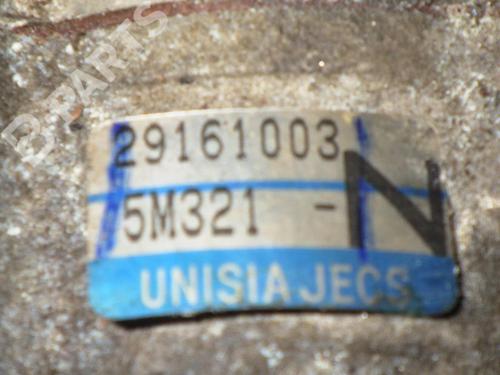 B-PARTS
29161003
5M321 - N
UNISIA JECS